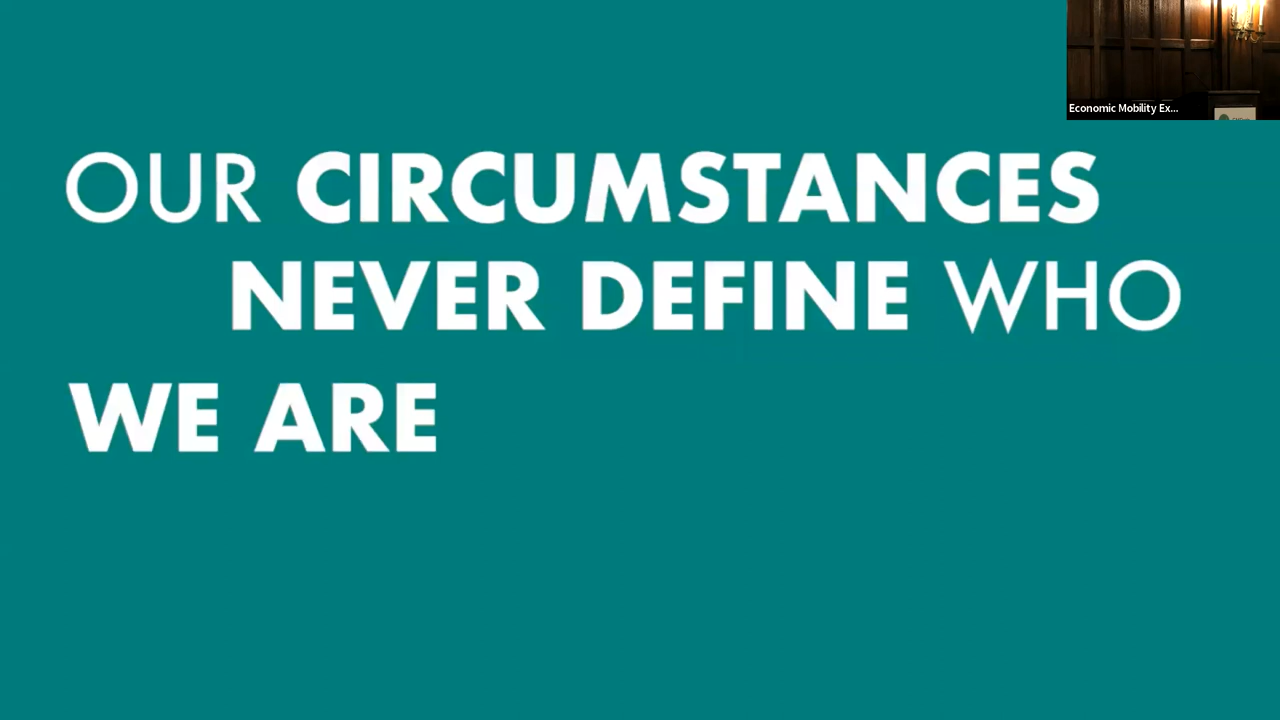 Economic Mobility Ex...
OUR CIRCUMSTANCES
NEVER DEFINE WHO
WE ARE